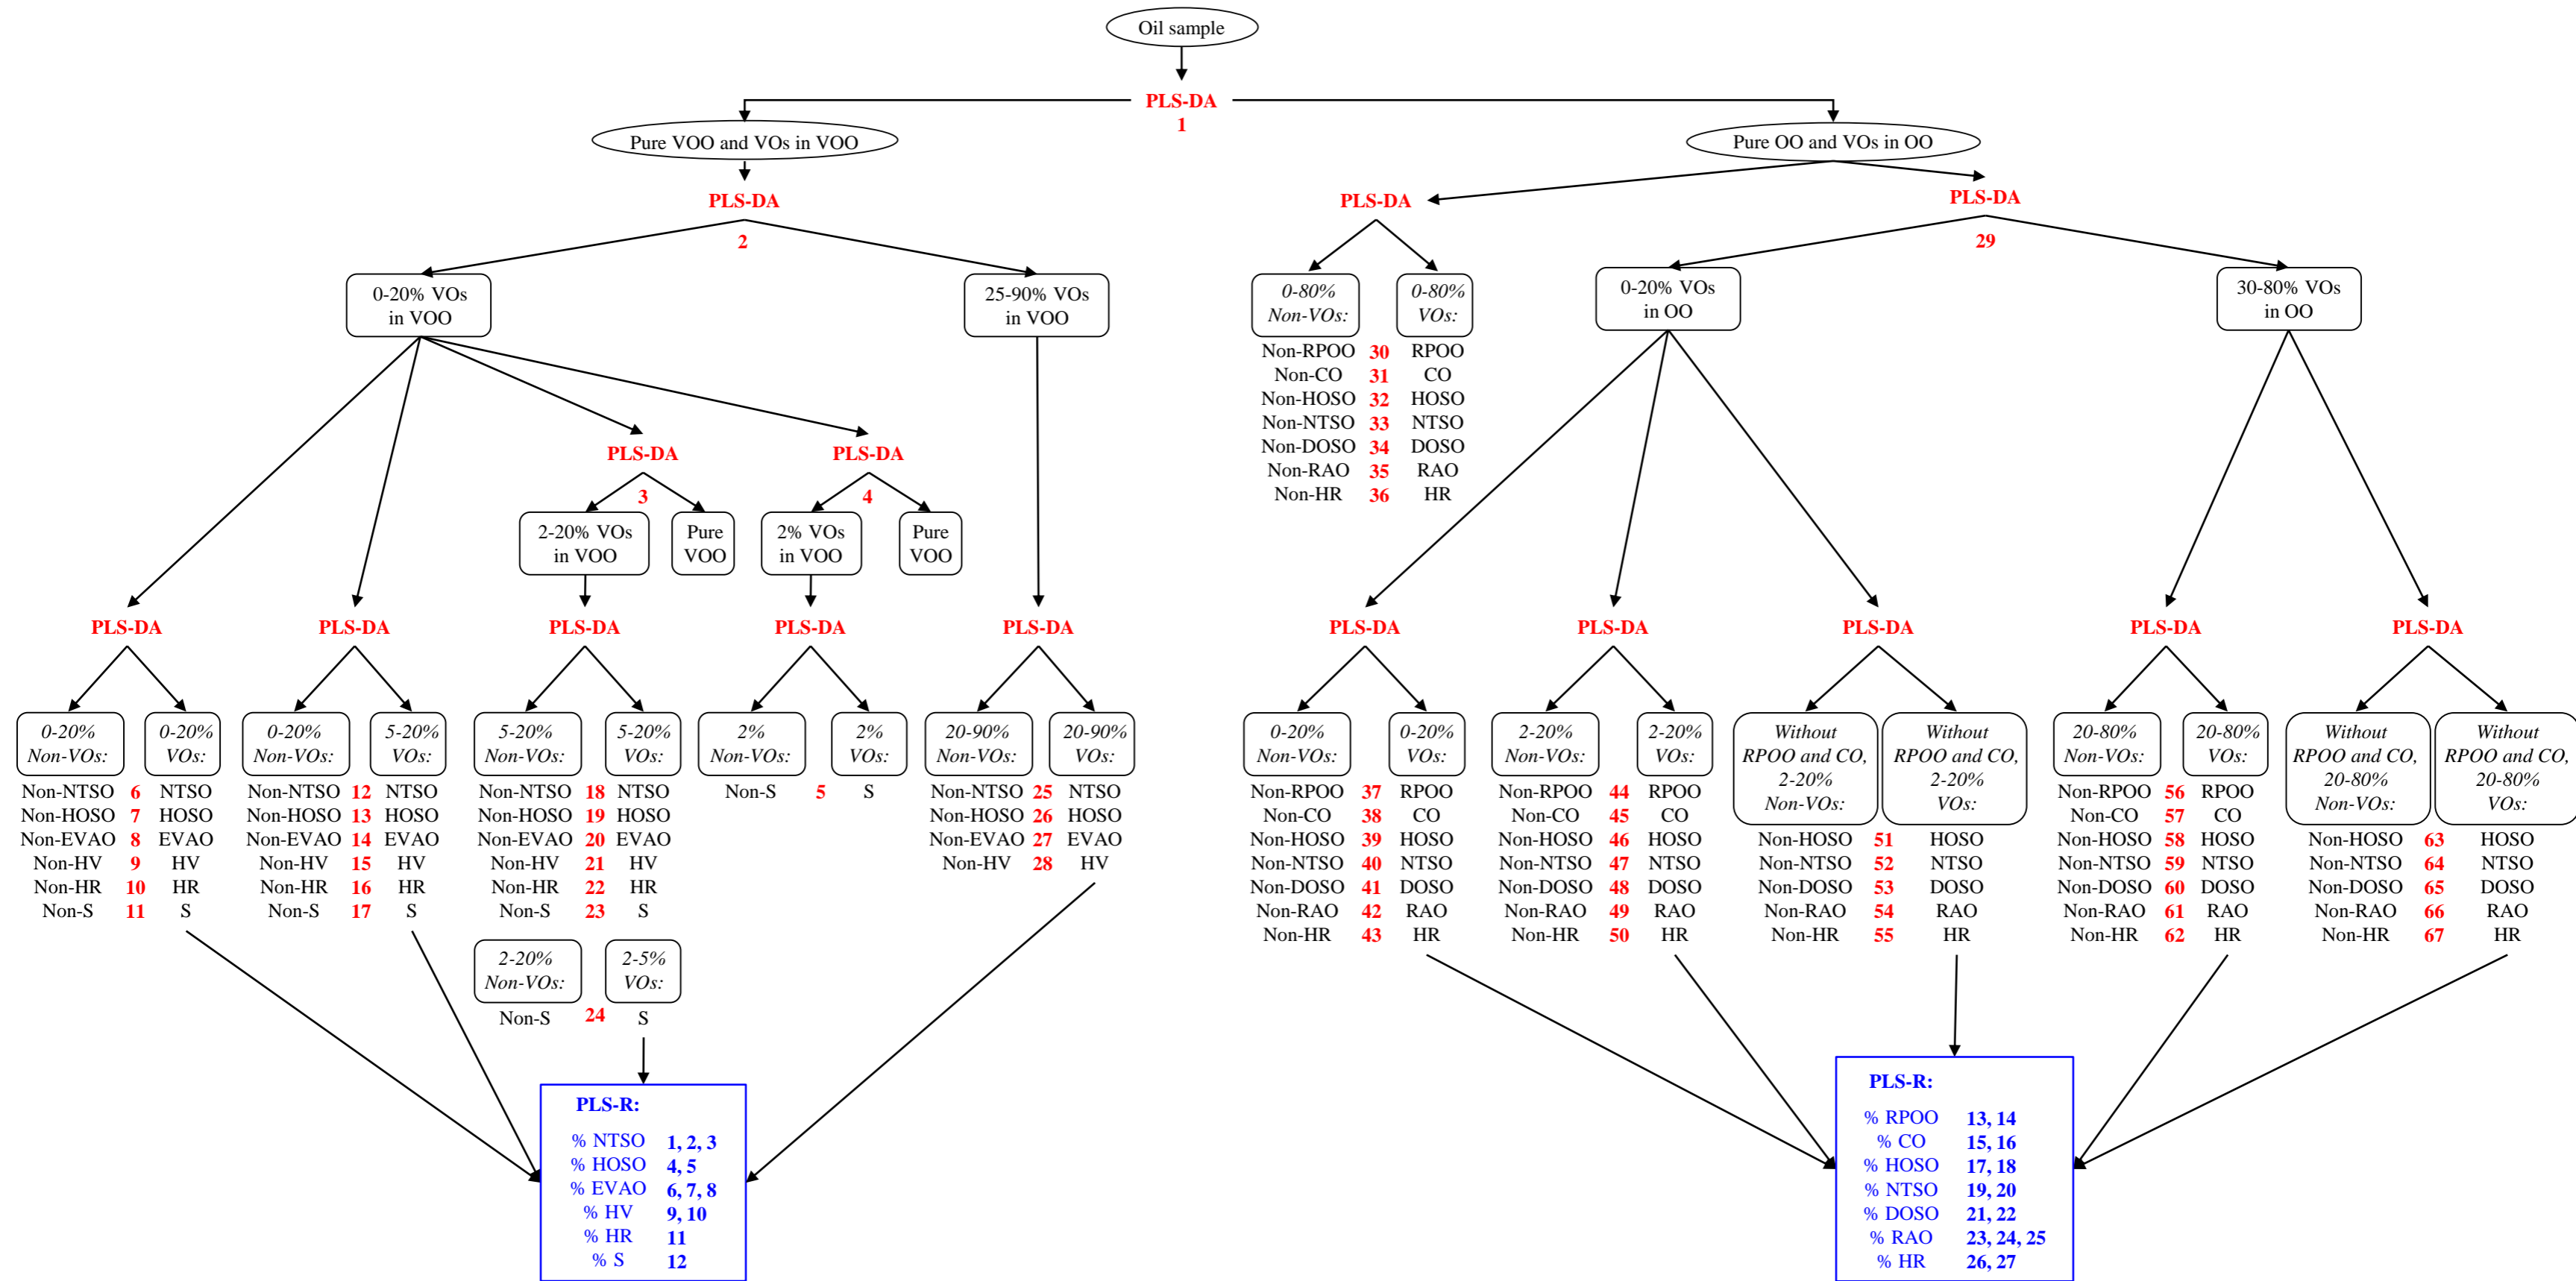 Oil sample
PLS-DA
1
Pure VOO and VOs in VOO
PLS-DA
2
0-20% VOs
in VOO
25-90% VOs
in VOO
PLS-DA
3
2-20% VOs
in VOO
Pure
VOO
PLS-DA
4
2% VOs
in VOO
Pure
VOO
PLS-DA
0-20%
Non-VOs:
0-20%
VOs:
Non-NTSO 6 NTSO
Non-HOSO 7 HOSO
Non-EVAO 8 EVAO
Non-HV 9 HV
Non-HR 10 HR
Non-S 11 S
PLS-DA
0-20%
Non-VOs:
5-20%
VOs:
Non-NTSO 12 NTSO
Non-HOSO 13 HOSO
Non-EVAO 14 EVAO
Non-HV 15 HV
Non-HR 16 HR
Non-S 17 S
PLS-DA
5-20%
Non-VOs:
5-20%
VOs:
Non-NTSO 18 NTSO
Non-HOSO 19 HOSO
Non-EVAO 20 EVAO
Non-HV 21 HV
Non-HR 22 HR
Non-S 23 S
2-20%
Non-VOs:
2-5%
VOs:
Non-S 24 S
PLS-DA
2%
Non-VOs:
2%
VOs:
Non-S 5 S
PLS-DA
20-90%
Non-VOs:
20-90%
VOs:
Non-NTSO 25 NTSO
Non-HOSO 26 HOSO
Non-EVAO 27 EVAO
Non-HV 28 HV
PLS-R:
% NTSO 1, 2, 3
% HOSO 4, 5
% EVAO 6, 7, 8
% HV 9, 10
% HR 11
% S 12
Pure OO and VOs in OO
PLS-DA
0-80%
Non-VOs:
0-80%
VOs:
Non-RPOO 30 RPOO
Non-CO 31 CO
Non-HOSO 32 HOSO
Non-NTSO 33 NTSO
Non-DOSO 34 DOSO
Non-RAO 35 RAO
Non-HR 36 HR
PLS-DA
29
0-20% VOs
in OO
30-80% VOs
in OO
PLS-DA
0-20%
Non-VOs:
0-20%
VOs:
Non-RPOO 37 RPOO
Non-CO 38 CO
Non-HOSO 39 HOSO
Non-NTSO 40 NTSO
Non-DOSO 41 DOSO
Non-RAO 42 RAO
Non-HR 43 HR
PLS-DA
2-20%
Non-VOs:
2-20%
VOs:
Non-RPOO 44 RPOO
Non-CO 45 CO
Non-HOSO 46 HOSO
Non-NTSO 47 NTSO
Non-DOSO 48 DOSO
Non-RAO 49 RAO
Non-HR 50 HR
PLS-DA
Without
RPOO and CO,
2-20%
Non-VOs:
Without
RPOO and CO,
2-20%
VOs:
Non-HOSO 51 HOSO
Non-NTSO 52 NTSO
Non-DOSO 53 DOSO
Non-RAO 54 RAO
Non-HR 55 HR
PLS-DA
20-80%
Non-VOs:
20-80%
VOs:
Non-RPOO 56 RPOO
Non-CO 57 CO
Non-HOSO 58 HOSO
Non-NTSO 59 NTSO
Non-DOSO 60 DOSO
Non-RAO 61 RAO
Non-HR 62 HR
PLS-DA
Without
RPOO and CO,
20-80%
Non-VOs:
Without
RPOO and CO,
20-80%
VOs:
Non-HOSO 63 HOSO
Non-NTSO 64 NTSO
Non-DOSO 65 DOSO
Non-RAO 66 RAO
Non-HR 67 HR
PLS-R:
% RPOO 13, 14
% CO 15, 16
% HOSO 17, 18
% NTSO 19, 20
% DOSO 21, 22
% RAO 23, 24, 25
% HR 26, 27